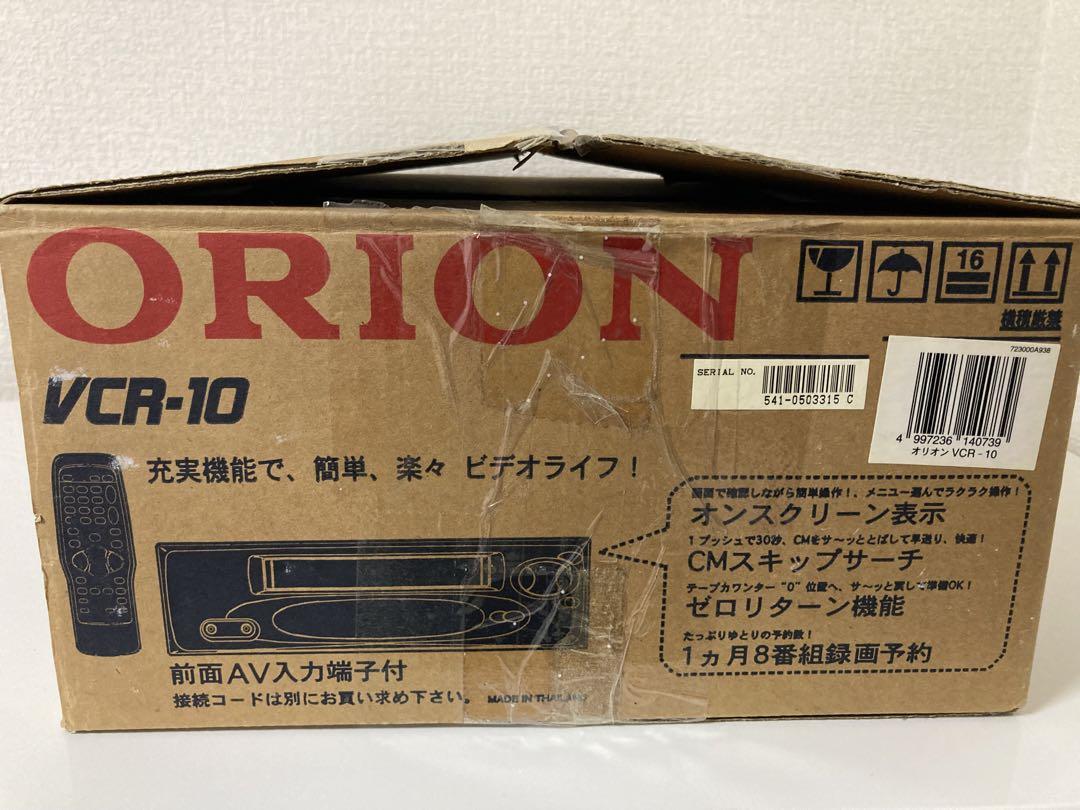 ORION
16
横積厳禁
VCR-10
SERIAL NO.
541-0503315 C
723000A938
4 997236 140739
オリオン VCR-10
充実機能で、簡単、楽々 ビデオライフ!
画面で確認しながら簡単操作!、メニュー選んでラクラク操作!
オンスクリーン表示
1プッシュで30秒、CMをサ〜ッととばして早送り、快適!
CMスキップサーチ
テープカウンター "0" 位置へ、サ〜ッと戻して準備OK!
ゼロリターン機能
たっぷりゆとりの予約数!
1ヵ月8番組録画予約
前面AV入力端子付
接続コードは別にお買い求め下さい。
MADE IN THAILAND